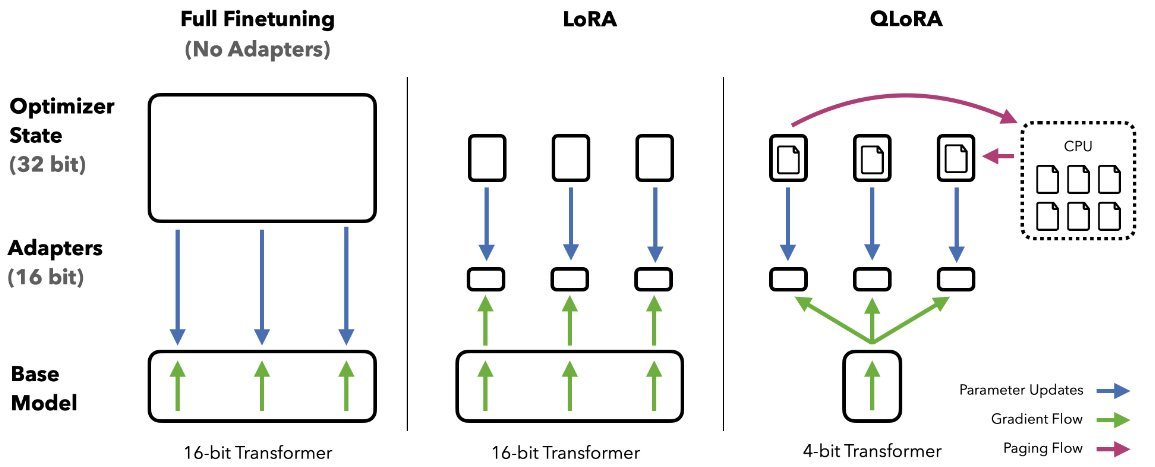 Full Finetuning
(No Adapters)
LoRA
QLoRA
Optimizer
State
(32 bit)
CPU
Adapters
(16 bit)
Base
Model
Parameter Updates
Gradient Flow
Paging Flow
16-bit Transformer
16-bit Transformer
4-bit Transformer